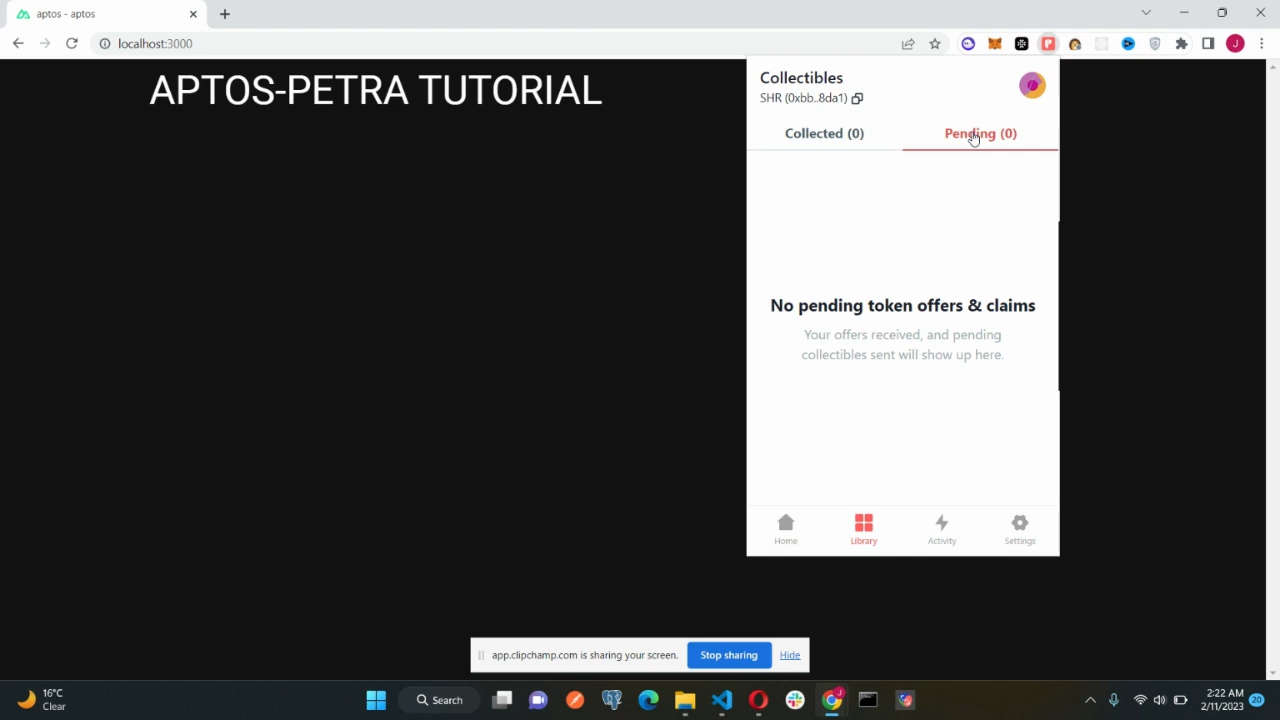 aptos - aptos
localhost:3000
APTOS-PETRA TUTORIAL
Collectibles
SHR (0xbb..8da1)
Collected (0)
Pending (0)
No pending token offers & claims
Your offers received, and pending
collectibles sent will show up here.
Home
Library
Activity
Settings
app.clipchamp.com is sharing your screen.
Stop sharing
Hide
16°C
Clear
Search
2:22 AM
2/11/2023
20